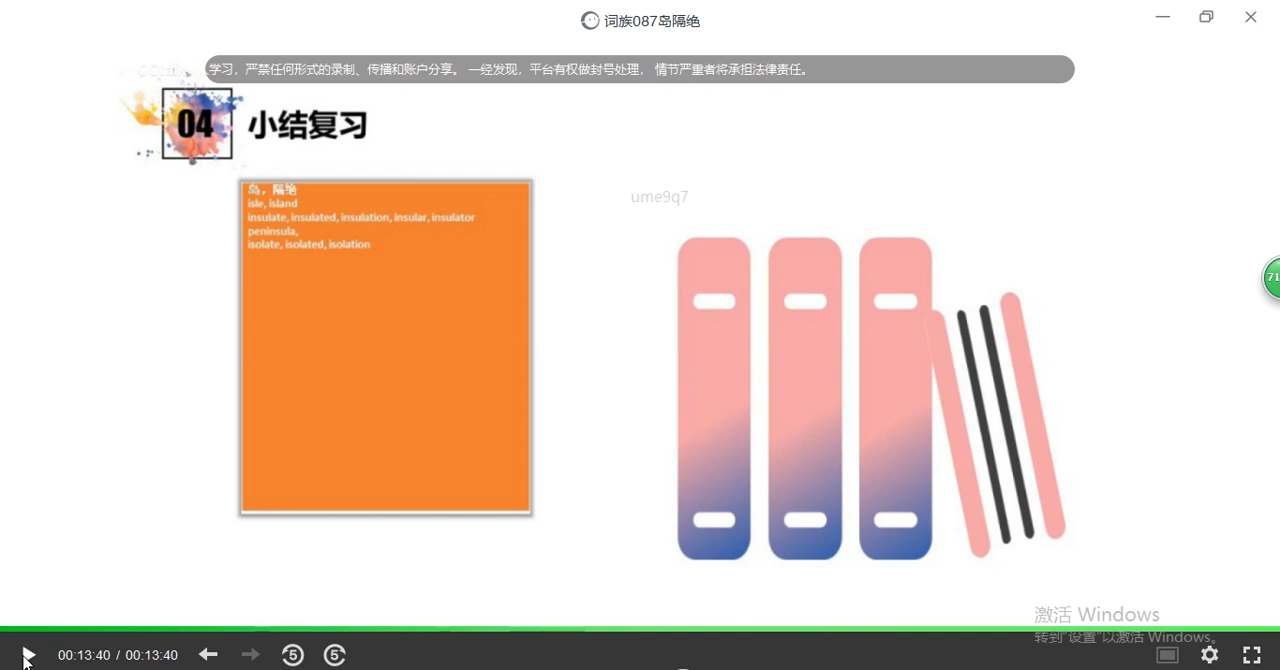 词族087岛隔绝
学习，严禁任何形式的录制、传播和账户分享。 一经发现，平台有权做封号处理， 情节严重者将承担法律责任。
04 小结复习
岛，隔绝
isle, island
insulate, insulated, insulation, insular, insulator
peninsula,
isolate, isolated, isolation
ume9q7
71
激活 Windows
转到"设置"以激活 Windows。
00:13:40 / 00:13:40
5
5